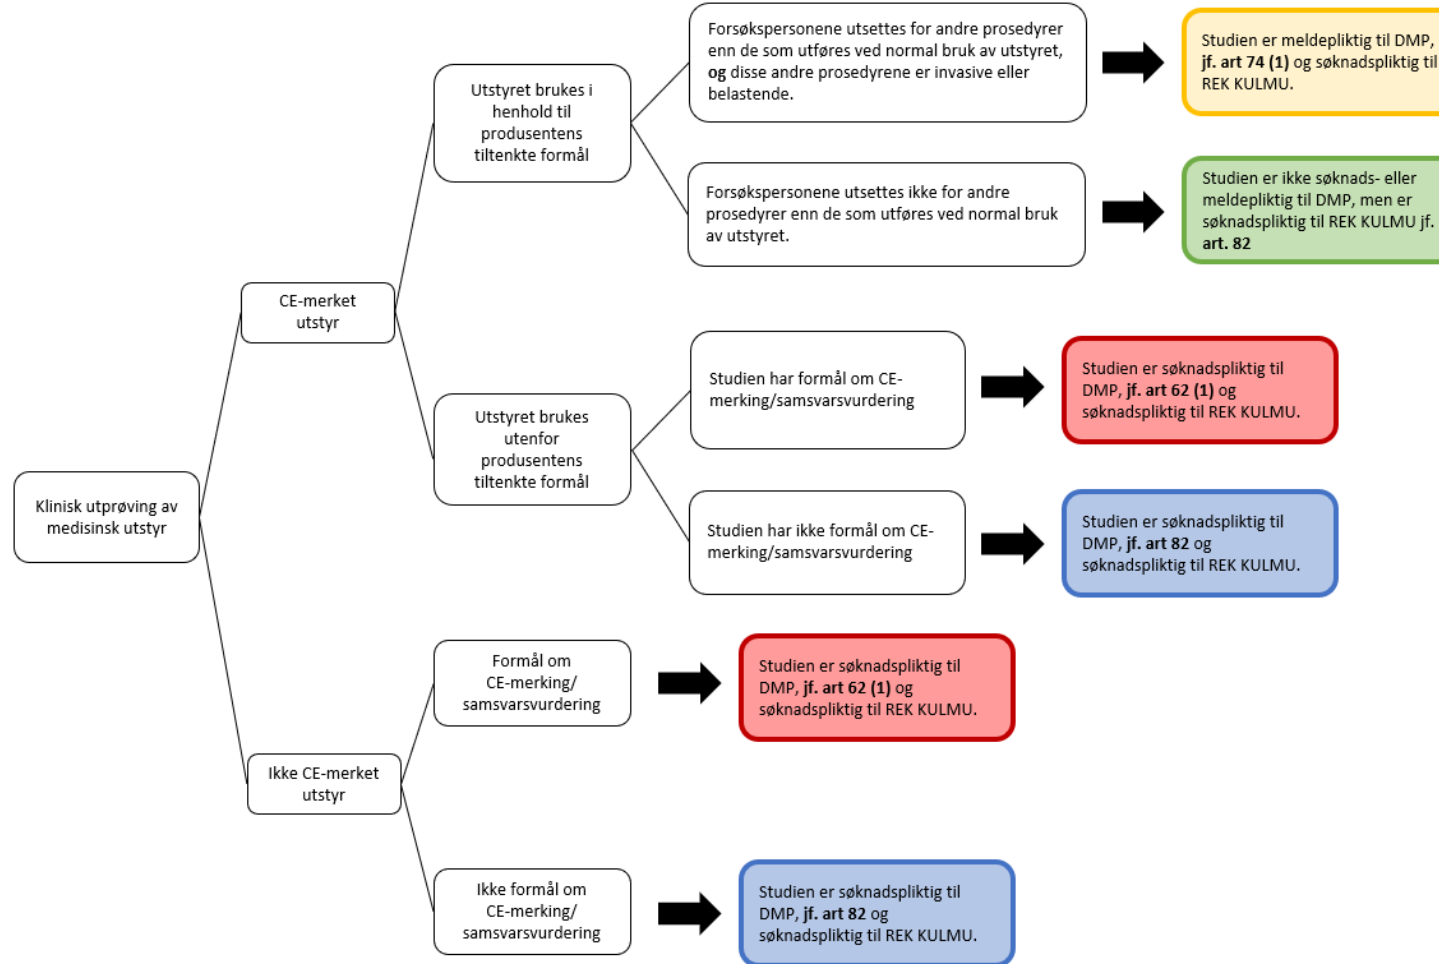 Klinisk utprøving av
medisinsk utstyr
CE-merket
utstyr
Utstyret brukes i
henhold til
produsentens
tiltenkte formål
Forsøkspersonene utsettes for andre prosedyrer
enn de som utføres ved normal bruk av utstyret,
og disse andre prosedyrene er invasive eller
belastende.
Studien er meldepliktig til DMP,
jf. art 74 (1) og søknadspliktig til
REK KULMU.
Forsøkspersonene utsettes ikke for andre
prosedyrer enn de som utføres ved normal bruk
av utstyret.
Studien er ikke søknads- eller
meldepliktig til DMP, men er
søknadspliktig til REK KULMU jf.
art. 82
Utstyret brukes
utenfor
produsentens
tiltenkte formål
Studien har formål om CE-
merking/samsvarsvurdering
Studien er søknadspliktig til
DMP, jf. art 62 (1) og
søknadspliktig til REK KULMU.
Studien har ikke formål om CE-
merking/samsvarsvurdering
Studien er søknadspliktig til
DMP, jf. art 82 og
søknadspliktig til REK KULMU.
Ikke CE-merket
utstyr
Formål om
CE-merking/
samsvarsvurdering
Studien er søknadspliktig til
DMP, jf. art 62 (1) og
søknadspliktig til REK KULMU.
Ikke formål om
CE-merking/
samsvarsvurdering
Studien er søknadspliktig til
DMP, jf. art 82 og
søknadspliktig til REK KULMU.